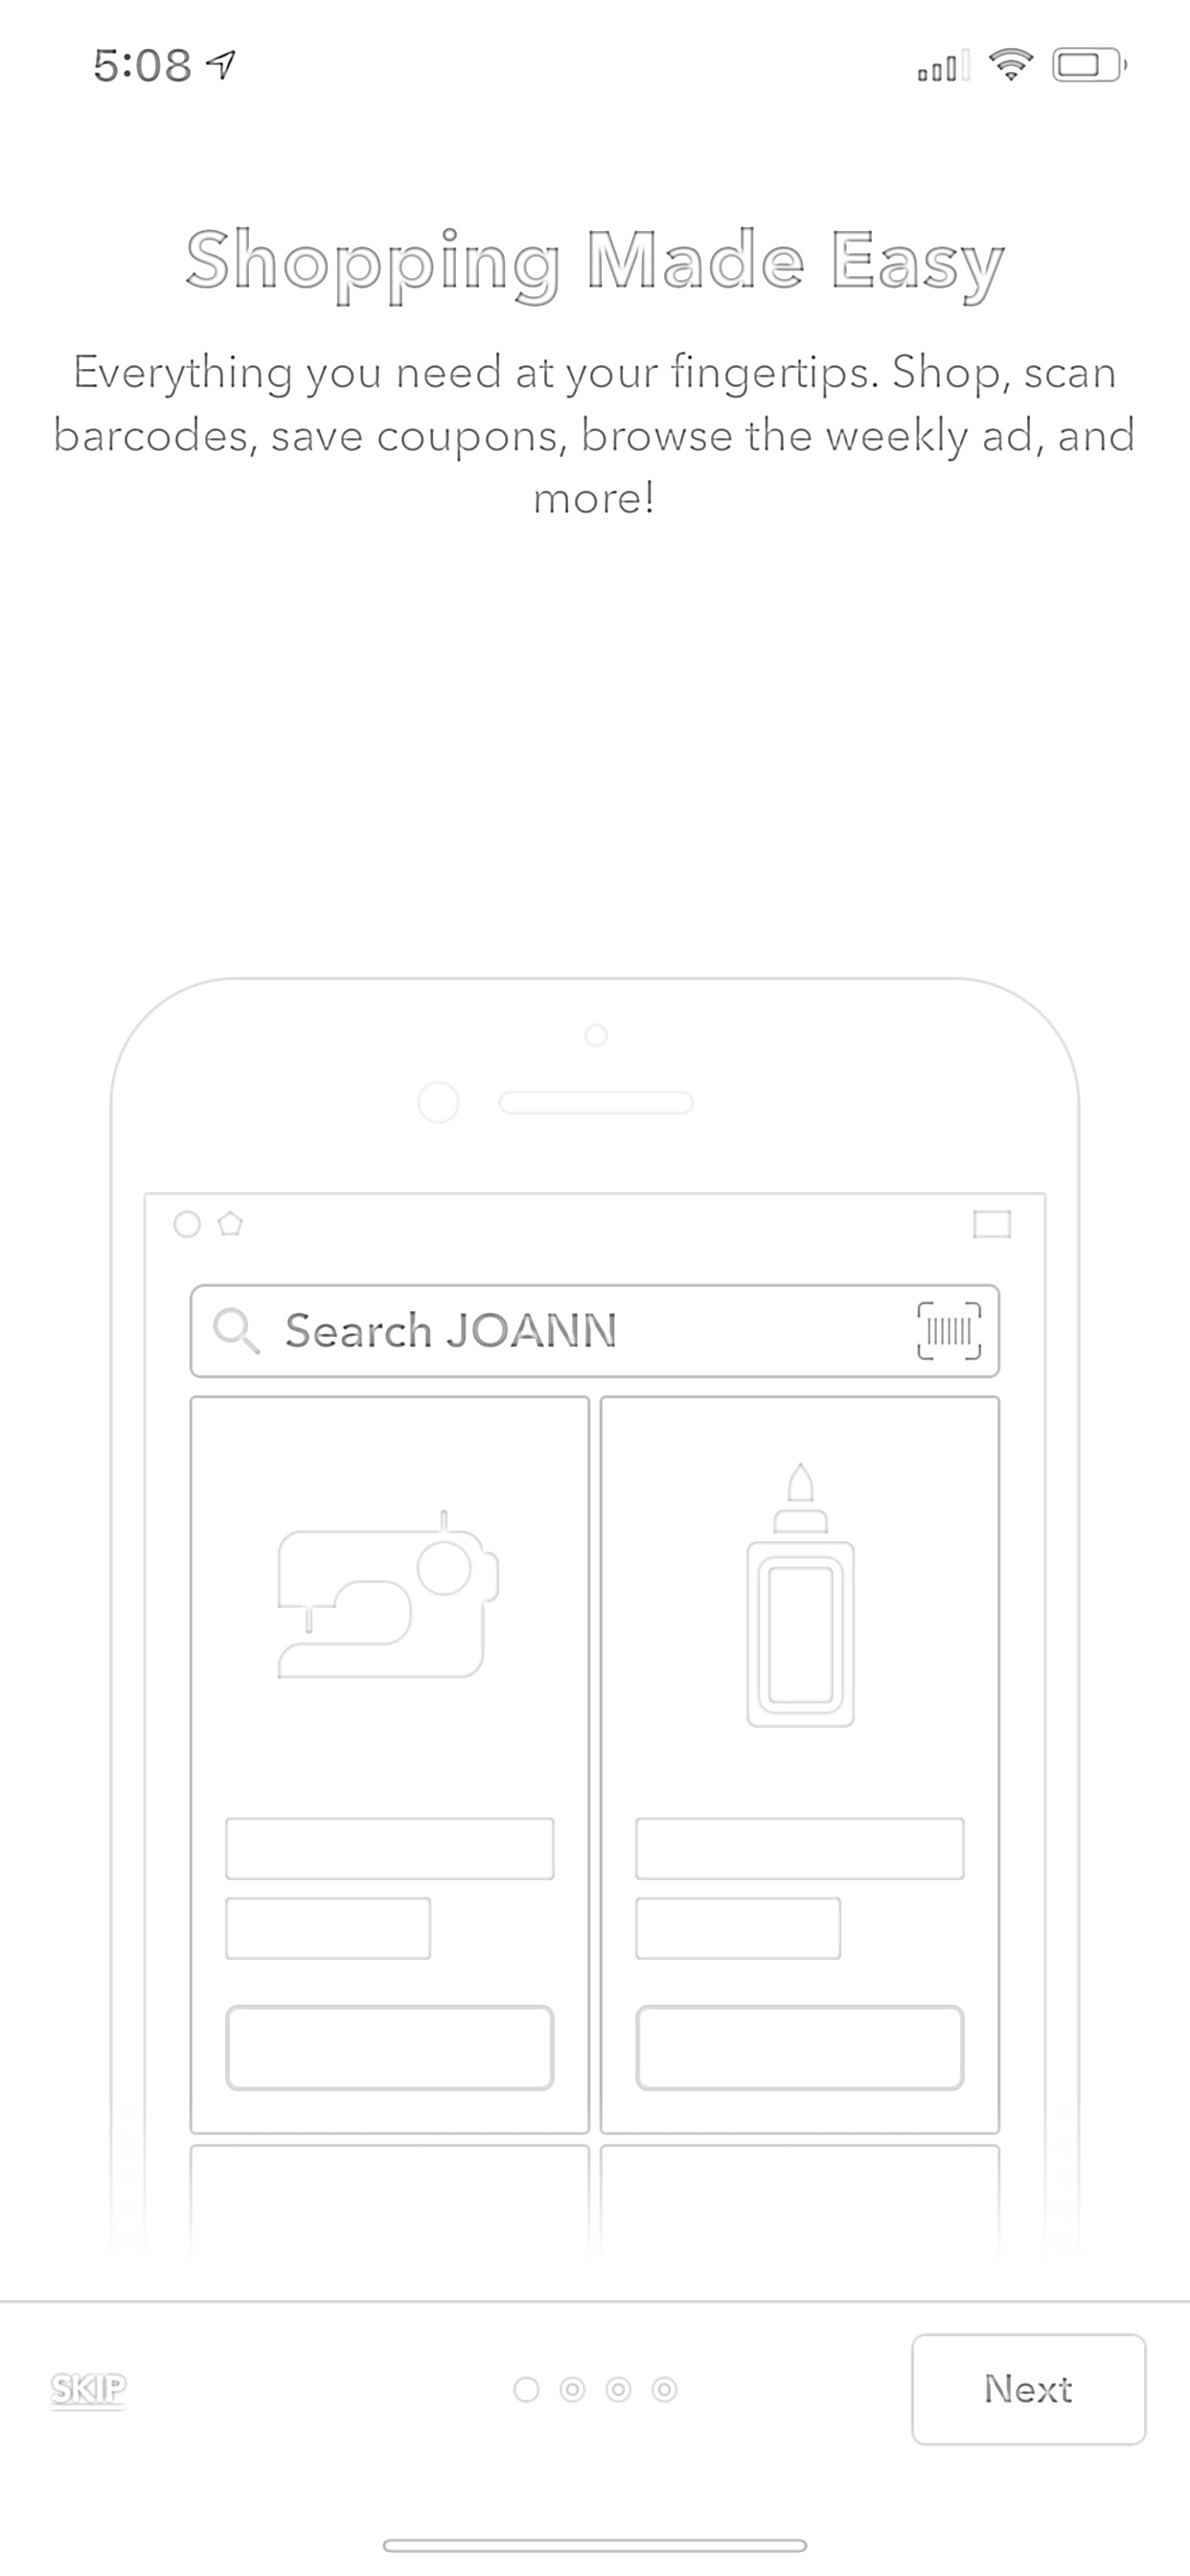 5:08
Shopping Made Easy
Everything you need at your fingertips. Shop, scan
barcodes, save coupons, browse the weekly ad, and
more!
Search JOANN
SKIP
Next